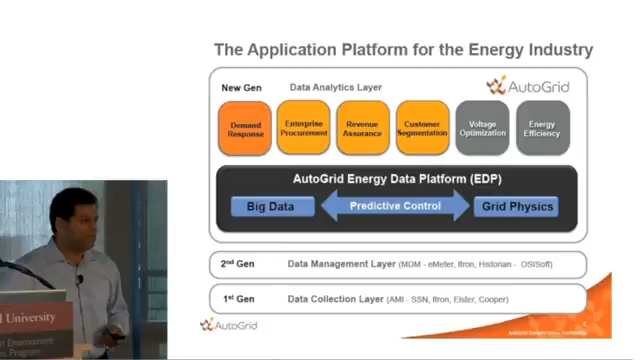 The Application Platform for the Energy Industry
New Gen Data Analytics Layer AutoGrid
Demand Response
Enterprise Procurement
Revenue Assurance
Customer Segmentation
Voltage Optimization
Energy Efficiency
AutoGrid Energy Data Platform (EDP)
Big Data Predictive Control Grid Physics
2nd Gen Data Management Layer (MDM - eMeter, Itron, Historian - OSISoft)
1st Gen Data Collection Layer (AMI - SSN, Itron, Elster, Cooper)
AutoGrid
University
Program